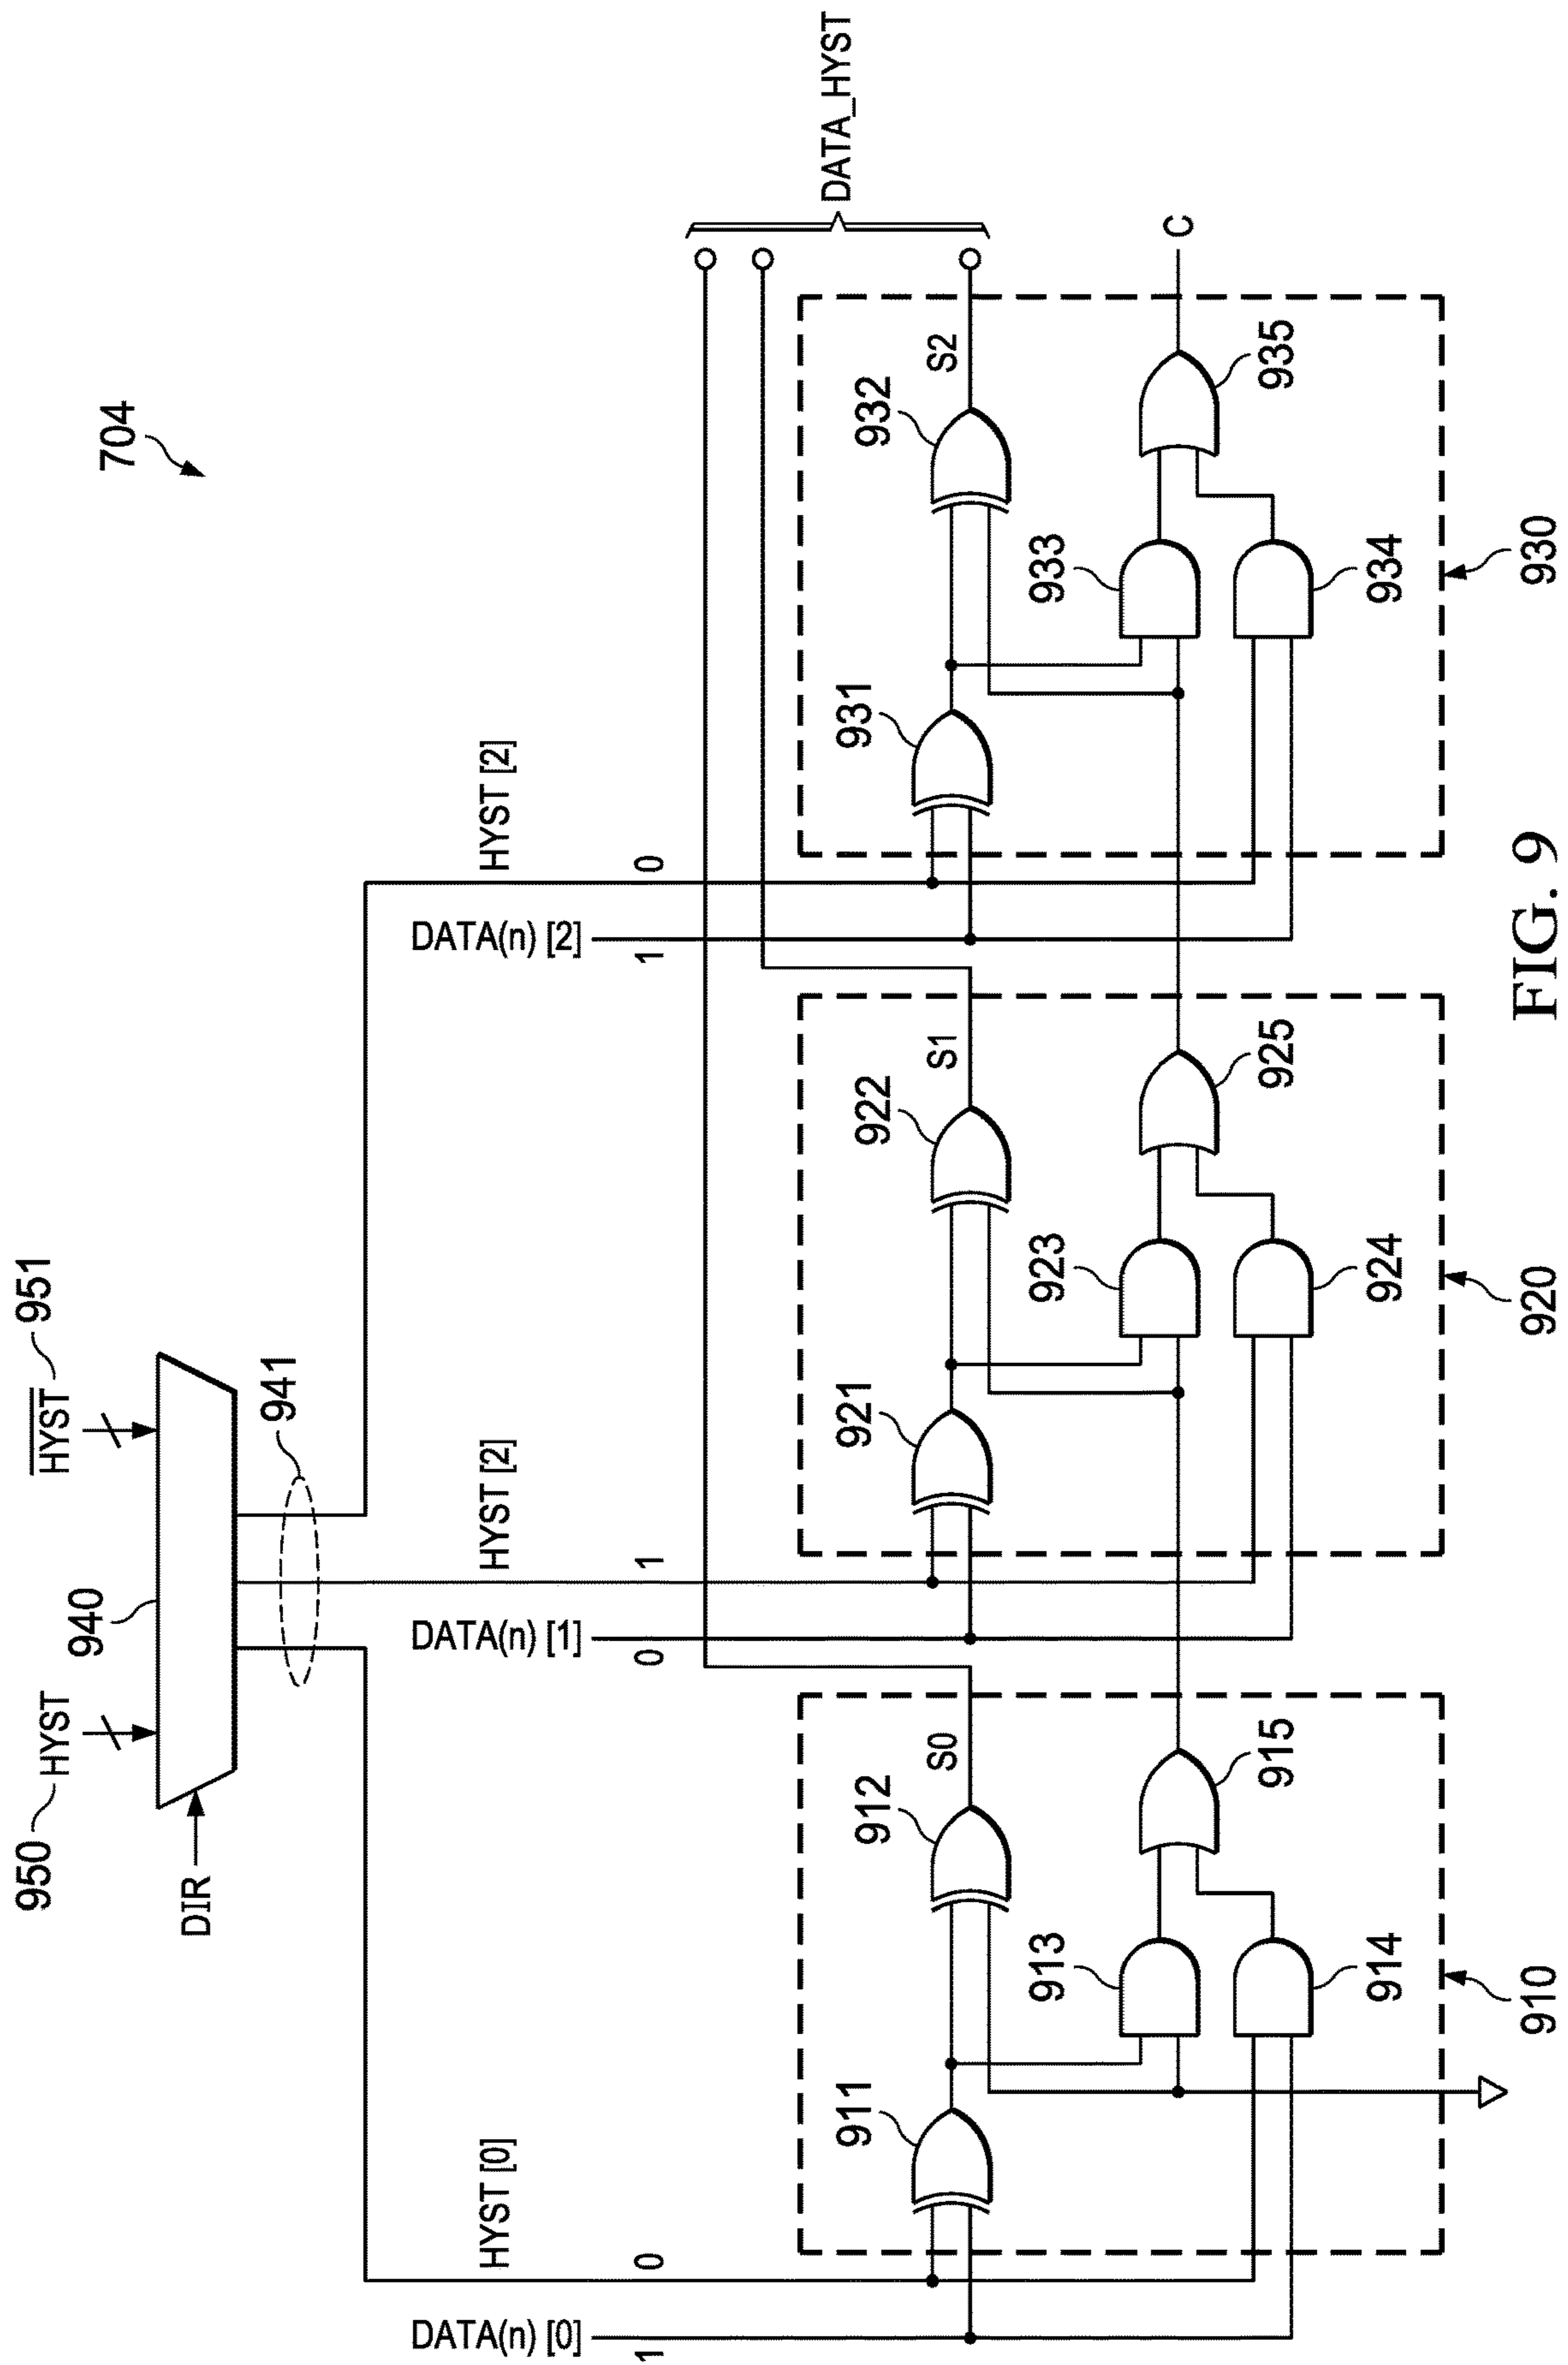 704
950 HYST
940
HYST 951
DIR
941
HYST [0]
HYST [2]
HYST [2]
DATA(n) [0]
DATA(n) [1]
DATA(n) [2]
1
0
0
1
1
0
DATA_HYST
911
912
S0
921
922
S1
931
932
S2
913
915
923
925
933
935
C
914
924
934
910
920
930
FIG. 9